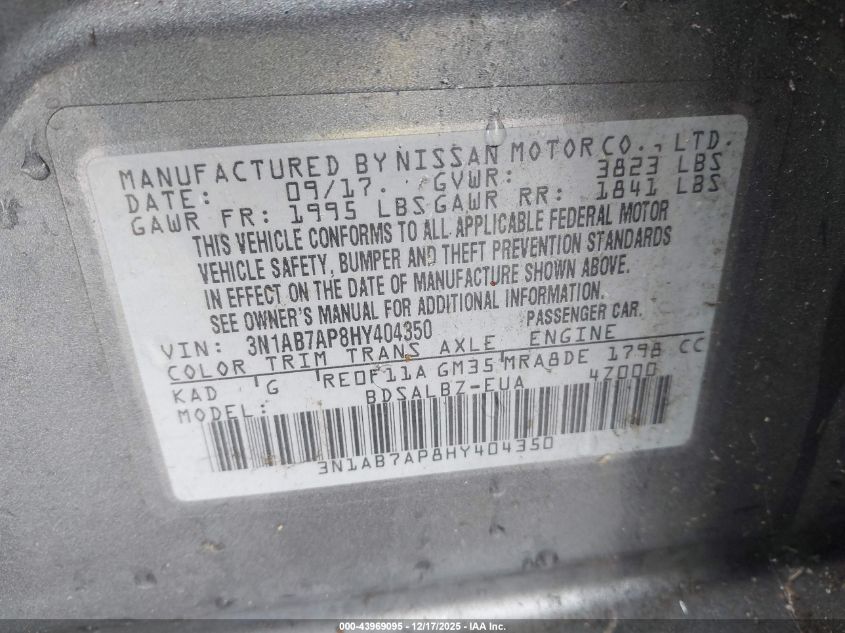 MANUFACTURED BY NISSAN MOTOR CO., LTD.
DATE: 09/17. GVWR: 3823 LBS
GAWR FR: 1995 LBS GAWR RR: 1841 LBS
THIS VEHICLE CONFORMS TO ALL APPLICABLE FEDERAL MOTOR
VEHICLE SAFETY, BUMPER AND THEFT PREVENTION STANDARDS
IN EFFECT ON THE DATE OF MANUFACTURE SHOWN ABOVE.
SEE OWNER'S MANUAL FOR ADDITIONAL INFORMATION.
VIN: 3N1AB7AP8HY404350 PASSENGER CAR.
COLOR TRIM TRANS AXLE ENGINE
KAD G RE0F11A GM35 MRA8DE 1798 CC
MODEL: BDSALBZ-EUA 47000
3N1AB7AP8HY404350
000-43969095 - 12/17/2025 - IAA Inc.